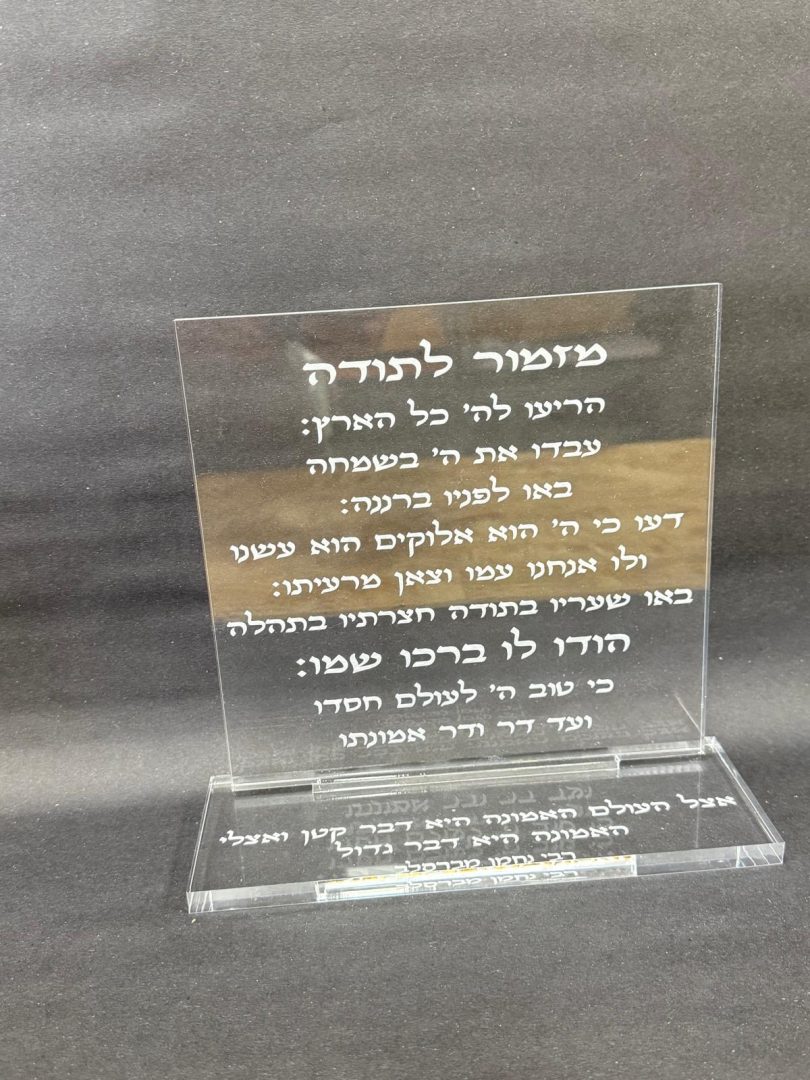 מזמור לתודה
הריעו לה' כל הארץ:
עבדו את ה' בשמחה
באו לפניו ברננה:
דעו כי ה' הוא אלוקים הוא עשנו
ולו אנחנו עמו וצאן מרעיתו:
באו שעריו בתודה חצרתיו בתהלה
הודו לו ברכו שמו:
כי טוב ה' לעולם חסדו
ועד דר ודר אמונתו
אצל העולם האמונה היא דבר קטן ואצלי
האמונה היא דבר גדול
רבי נחמן מברסלב